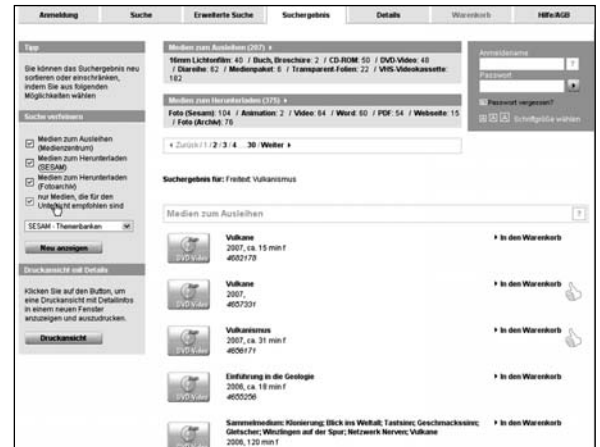 Anmeldung
Suche
Erweiterte Suche
Suchergebnis
Details
Warenkorb
Hilfe/AGB
Tipp
Sie können das Suchergebnis neu
sortieren oder einschränken,
indem Sie aus folgenden
Möglichkeiten wählen
Suche verfeinern
Medien zum Ausleihen
(Medienzentrum)
Medien zum Herunterladen
(SESAM)
Medien zum Herunterladen
(Fotoarchiv)
nur Medien, die für den
Unterricht empfohlen sind
SESAM - Themenbanken
Neu anzeigen
Druckansicht mit Details
Klicken Sie auf den Button, um
eine Druckansicht mit Detailinfos
in einem neuen Fenster
anzuzeigen und auszudrucken.
Druckansicht
Medien zum Ausleihen (207)
16mm Lichttonfilm: 40 / Buch, Broschüre: 2 / CD-ROM: 50 / DVD-Video: 48
/ Diareihe: 62 / Medienpaket: 6 / Transparent-Folien: 22 / VHS-Videokassette:
182
Medien zum Herunterladen (375)
Foto (Sesam): 104 / Animation: 2 / Video: 64 / Word: 60 / PDF: 54 / Webseite: 15
/ Foto (Archiv): 76
Zurück / 1 / 2 / 3 / 4 ... 30 / Weiter
Suchergebnis für: Freitext: Vulkanismus
Medien zum Ausleihen
?
DVD-Video
Vulkane
2007, ca. 15 min f
4682178
In den Warenkorb
DVD-Video
Vulkane
2007,
4657331
In den Warenkorb
DVD-Video
Vulkanismus
2007, ca. 31 min f
4656171
In den Warenkorb
DVD-Video
Einführung in die Geologie
2006, ca. 18 min f
4655256
In den Warenkorb
DVD-Video
Sammelmedium: Klonierung; Blick ins Weltall; Tastsinn; Geschmackssinn;
Gletscher; Winzlingen auf der Spur; Netzwerk Nerven; Vulkane
2006, 120 min f
In den Warenkorb
Anmeldename
?
Passwort
Passwort vergessen?
A A A Schriftgröße wählen